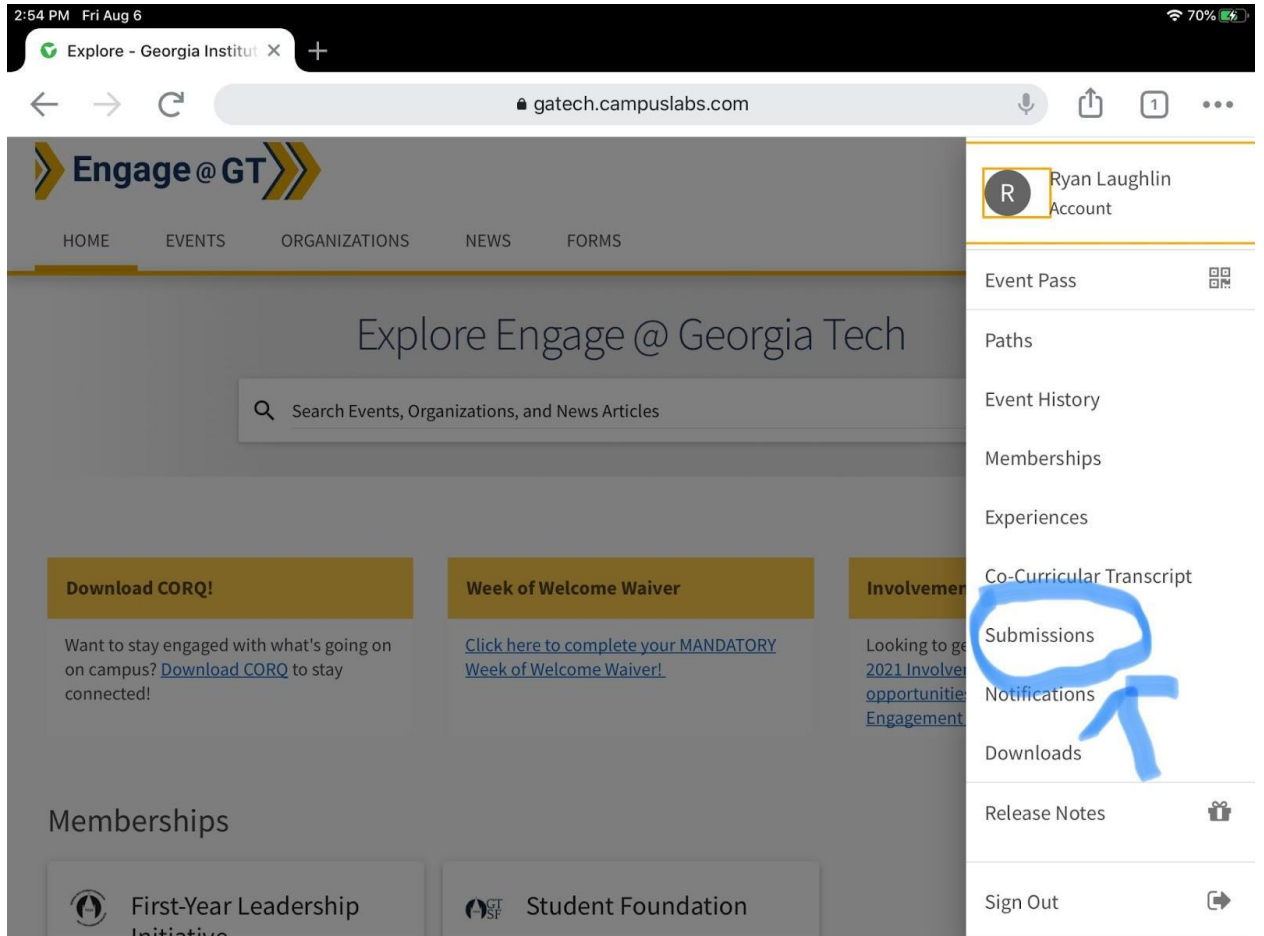 2:54 PM Fri Aug 6
70%
Explore - Georgia Institut
gatech.campuslabs.com
1
Engage @ GT
HOME EVENTS ORGANIZATIONS NEWS FORMS
Explore Engage @ Georgia Tech
Search Events, Organizations, and News Articles
Download CORQ!
Want to stay engaged with what's going on
on campus? Download CORQ to stay
connected!
Week of Welcome Waiver
Click here to complete your MANDATORY
Week of Welcome Waiver!
Involvemen
Looking to ge
2021 Involve
opportunitie
Engagement
Memberships
First-Year Leadership
Initiative
GT
SF
Student Foundation
R
Ryan Laughlin
Account
Event Pass
Paths
Event History
Memberships
Experiences
Co-Curricular Transcript
Submissions
Notifications
Downloads
Release Notes
Sign Out